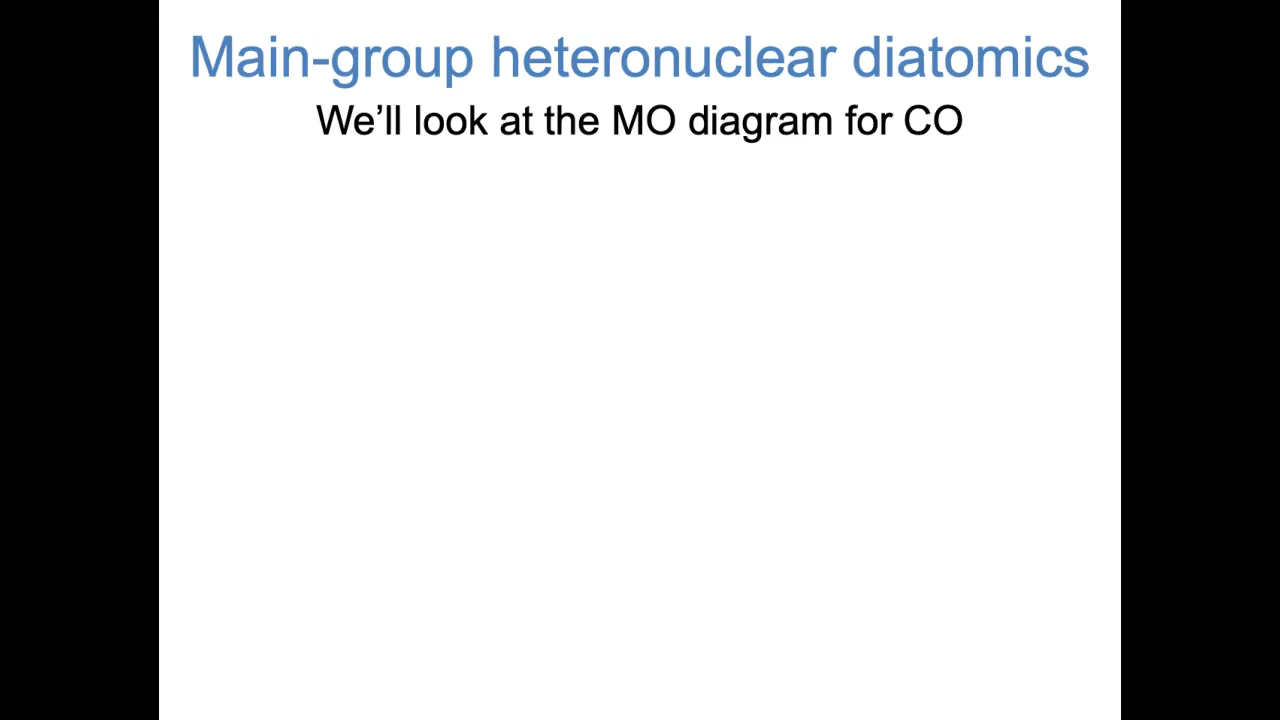 Main-group heteronuclear diatomics
We’ll look at the MO diagram for CO